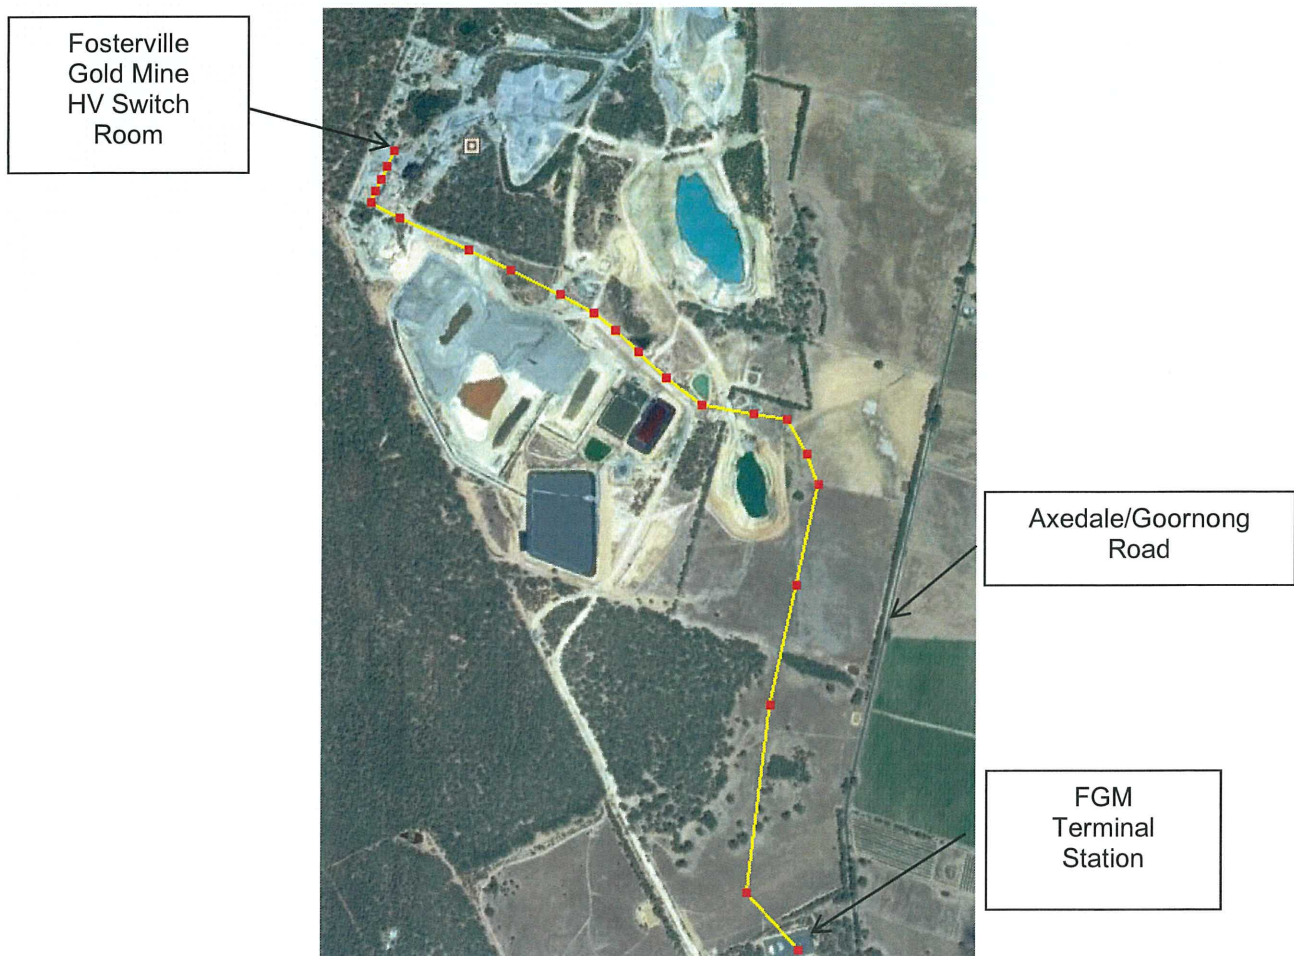 Fosterville
Gold Mine
HV Switch
Room
Axedale/Goornong
Road
FGM
Terminal
Station